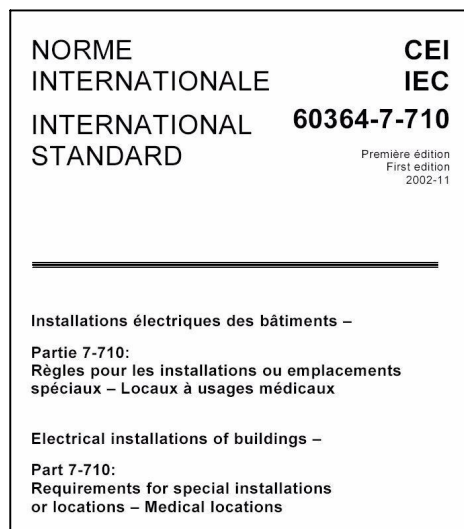 NORME
INTERNATIONALE
INTERNATIONAL
STANDARD
CEI
IEC
60364-7-710
Première édition
First edition
2002-11
Installations électriques des bâtiments –
Partie 7-710:
Règles pour les installations ou emplacements
spéciaux – Locaux à usages médicaux
Electrical installations of buildings –
Part 7-710:
Requirements for special installations
or locations – Medical locations